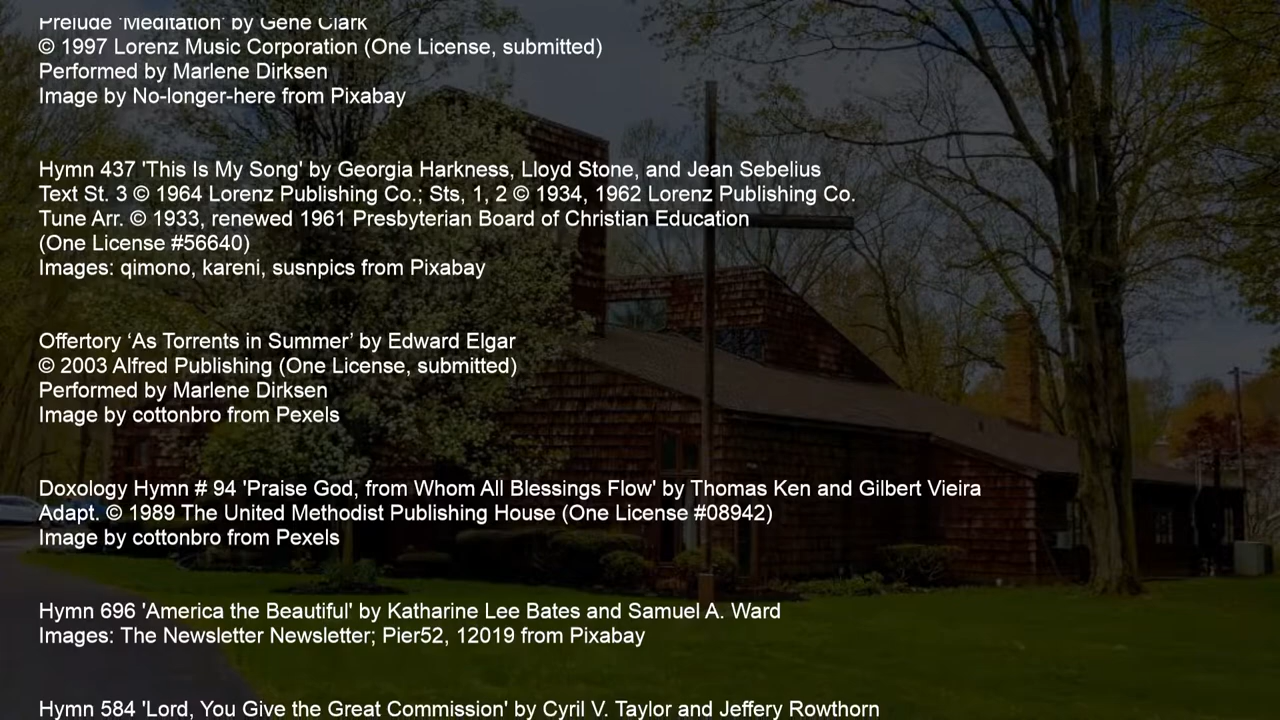 Prelude 'Meditation' by Gene Clark
© 1997 Lorenz Music Corporation (One License, submitted)
Performed by Marlene Dirksen
Image by No-longer-here from Pixabay
Hymn 437 'This Is My Song' by Georgia Harkness, Lloyd Stone, and Jean Sebelius
Text St. 3 © 1964 Lorenz Publishing Co.; Sts, 1, 2 © 1934, 1962 Lorenz Publishing Co.
Tune Arr. © 1933, renewed 1961 Presbyterian Board of Christian Education
(One License #56640)
Images: qimono, kareni, susnpics from Pixabay
Offertory ‘As Torrents in Summer’ by Edward Elgar
© 2003 Alfred Publishing (One License, submitted)
Performed by Marlene Dirksen
Image by cottonbro from Pexels
Doxology Hymn # 94 'Praise God, from Whom All Blessings Flow' by Thomas Ken and Gilbert Vieira
Adapt. © 1989 The United Methodist Publishing House (One License #08942)
Image by cottonbro from Pexels
Hymn 696 'America the Beautiful' by Katharine Lee Bates and Samuel A. Ward
Images: The Newsletter Newsletter; Pier52, 12019 from Pixabay
Hymn 584 'Lord, You Give the Great Commission' by Cyril V. Taylor and Jeffery Rowthorn